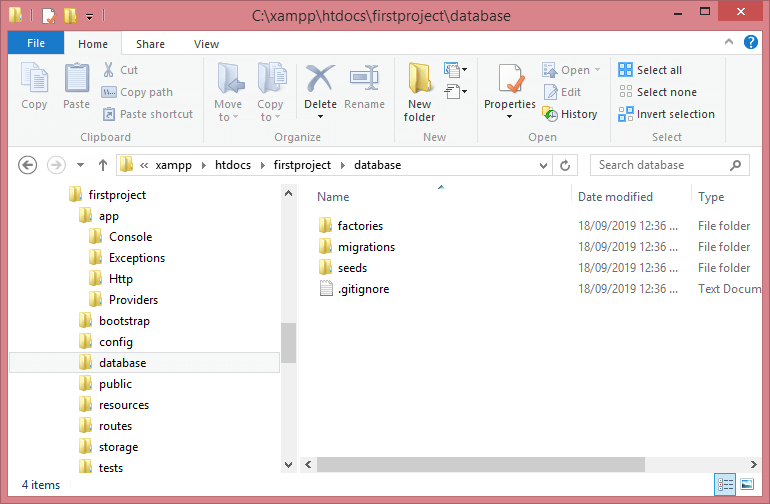 C:\xampp\htdocs\firstproject\database
File Home Share View
Copy Paste Cut Copy path Paste shortcut
Move to Copy to Delete Rename
New folder
Properties Open Edit History
Select all Select none Invert selection
Clipboard Organize New Open Select
« xampp htdocs firstproject database Search database
firstproject
app
Console
Exceptions
Http
Providers
bootstrap
config
database
public
resources
routes
storage
tests
Name Date modified Type
factories 18/09/2019 12:36 ... File folder
migrations 18/09/2019 12:36 ... File folder
seeds 18/09/2019 12:36 ... File folder
.gitignore 18/09/2019 12:36 ... Text Docum
4 items